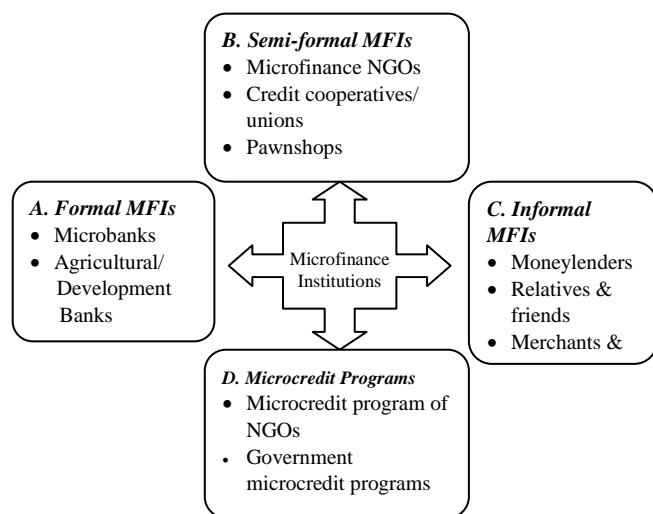 B. Semi-formal MFIs
• Microfinance NGOs
• Credit cooperatives/
unions
• Pawnshops
A. Formal MFIs
• Microbanks
• Agricultural/
Development
Banks
Microfinance
Institutions
C. Informal
MFIs
• Moneylenders
• Relatives &
friends
• Merchants &
D. Microcredit Programs
• Microcredit program of
NGOs
• Government
microcredit programs